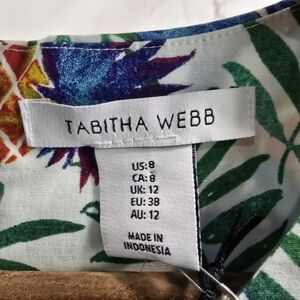 TABITHA WEBB
US: 8
CA: 8
UK: 12
EU: 38
AU: 12
MADE IN
INDONESIA